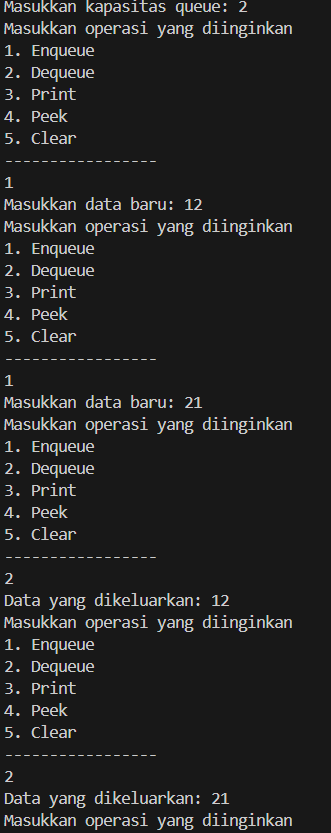 Masukkan kapasitas queue: 2
Masukkan operasi yang diinginkan
1. Enqueue
2. Dequeue
3. Print
4. Peek
5. Clear
-----------------
1
Masukkan data baru: 12
Masukkan operasi yang diinginkan
1. Enqueue
2. Dequeue
3. Print
4. Peek
5. Clear
-----------------
1
Masukkan data baru: 21
Masukkan operasi yang diinginkan
1. Enqueue
2. Dequeue
3. Print
4. Peek
5. Clear
-----------------
2
Data yang dikeluarkan: 12
Masukkan operasi yang diinginkan
1. Enqueue
2. Dequeue
3. Print
4. Peek
5. Clear
-----------------
2
Data yang dikeluarkan: 21
Masukkan operasi yang diinginkan